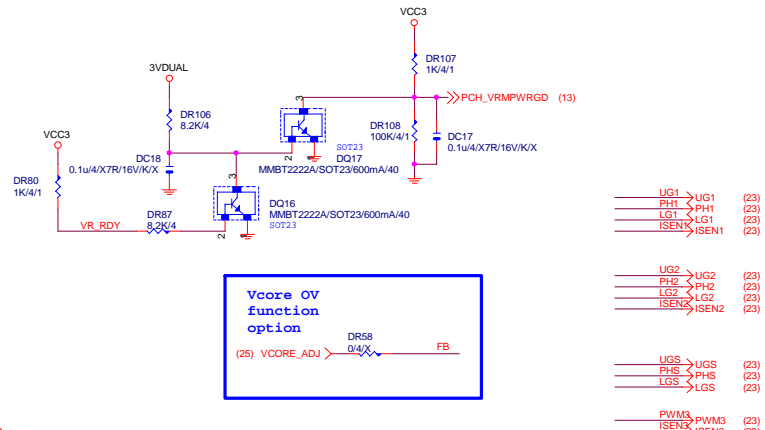 VCC3
DR107
1K/4/1
3VDUAL
3
PCH_VRMPWRGD (13)
DR106
8.2K/4
DR108
100K/4/1
DC17
0.1u/4/X7R/16V/K/X
VCC3
SOT23
DC18
0.1u/4/X7R/16V/K/X
2
DQ17
MMBT2222A/SOT23/600mA/40
DR80
1K/4/1
3
DQ16
MMBT2222A/SOT23/600mA/40
SOT23
DR87
8.2K/4
VR_RDY
2
UG1 UG1 (23)
PH1 PH1 (23)
LG1 LG1 (23)
ISEN1 ISEN1 (23)
UG2 UG2 (23)
PH2 PH2 (23)
LG2 LG2 (23)
ISEN2 ISEN2 (23)
Vcore OV
function
option
DR58
0/4/X
(25) VCORE_ADJ
FB
UGS UGS (23)
PHS PHS (23)
LGS LGS (23)
PWM3 PWM3 (23)